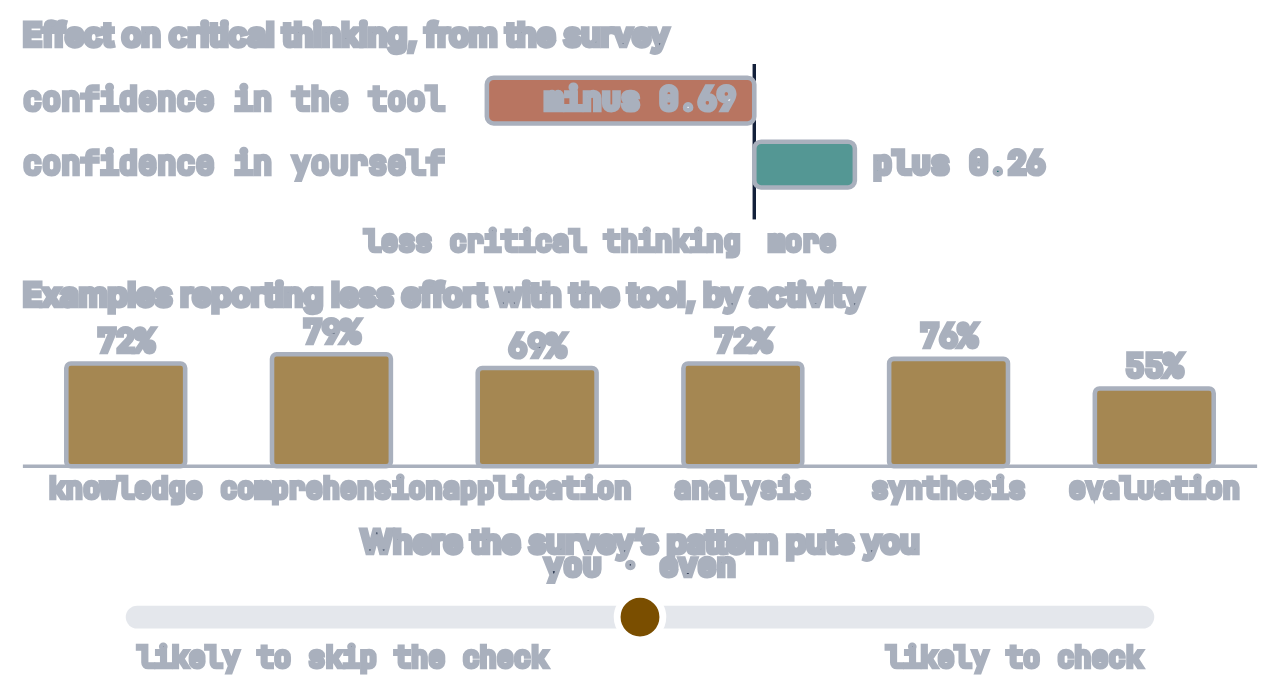 Effect on critical thinking, from the survey
confidence in the tool minus 0.69
confidence in yourself plus 0.26
less critical thinking more
Examples reporting less effort with the tool, by activity
72% 79% 69% 72% 76% 55%
knowledge comprehension application analysis synthesis evaluation
Where the survey’s pattern puts you
you · even
likely to skip the check likely to check